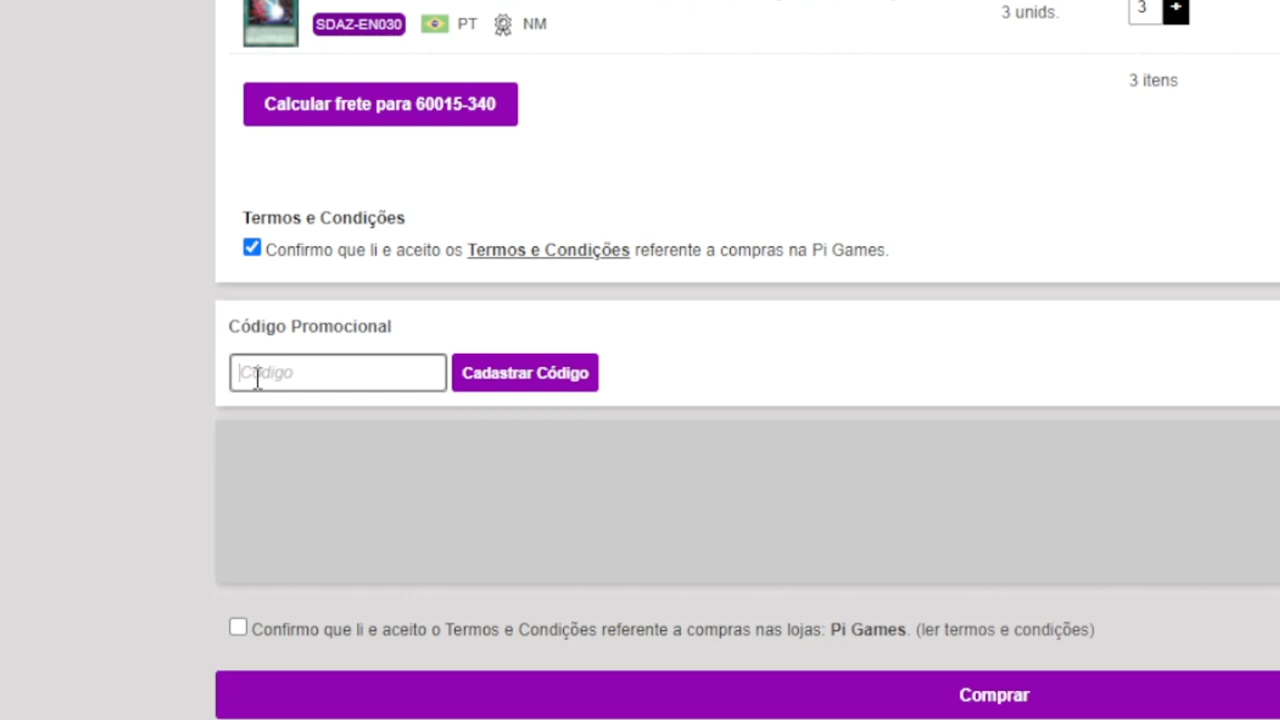 3 unids.
3
+
SDAZ-EN030
PT
NM
3 itens
Calcular frete para 60015-340
Termos e Condições
Confirmo que li e aceito os Termos e Condições referente a compras na Pi Games.
Código Promocional
Código
Cadastrar Código
Confirmo que li e aceito o Termos e Condições referente a compras nas lojas: Pi Games. (ler termos e condições)
Comprar